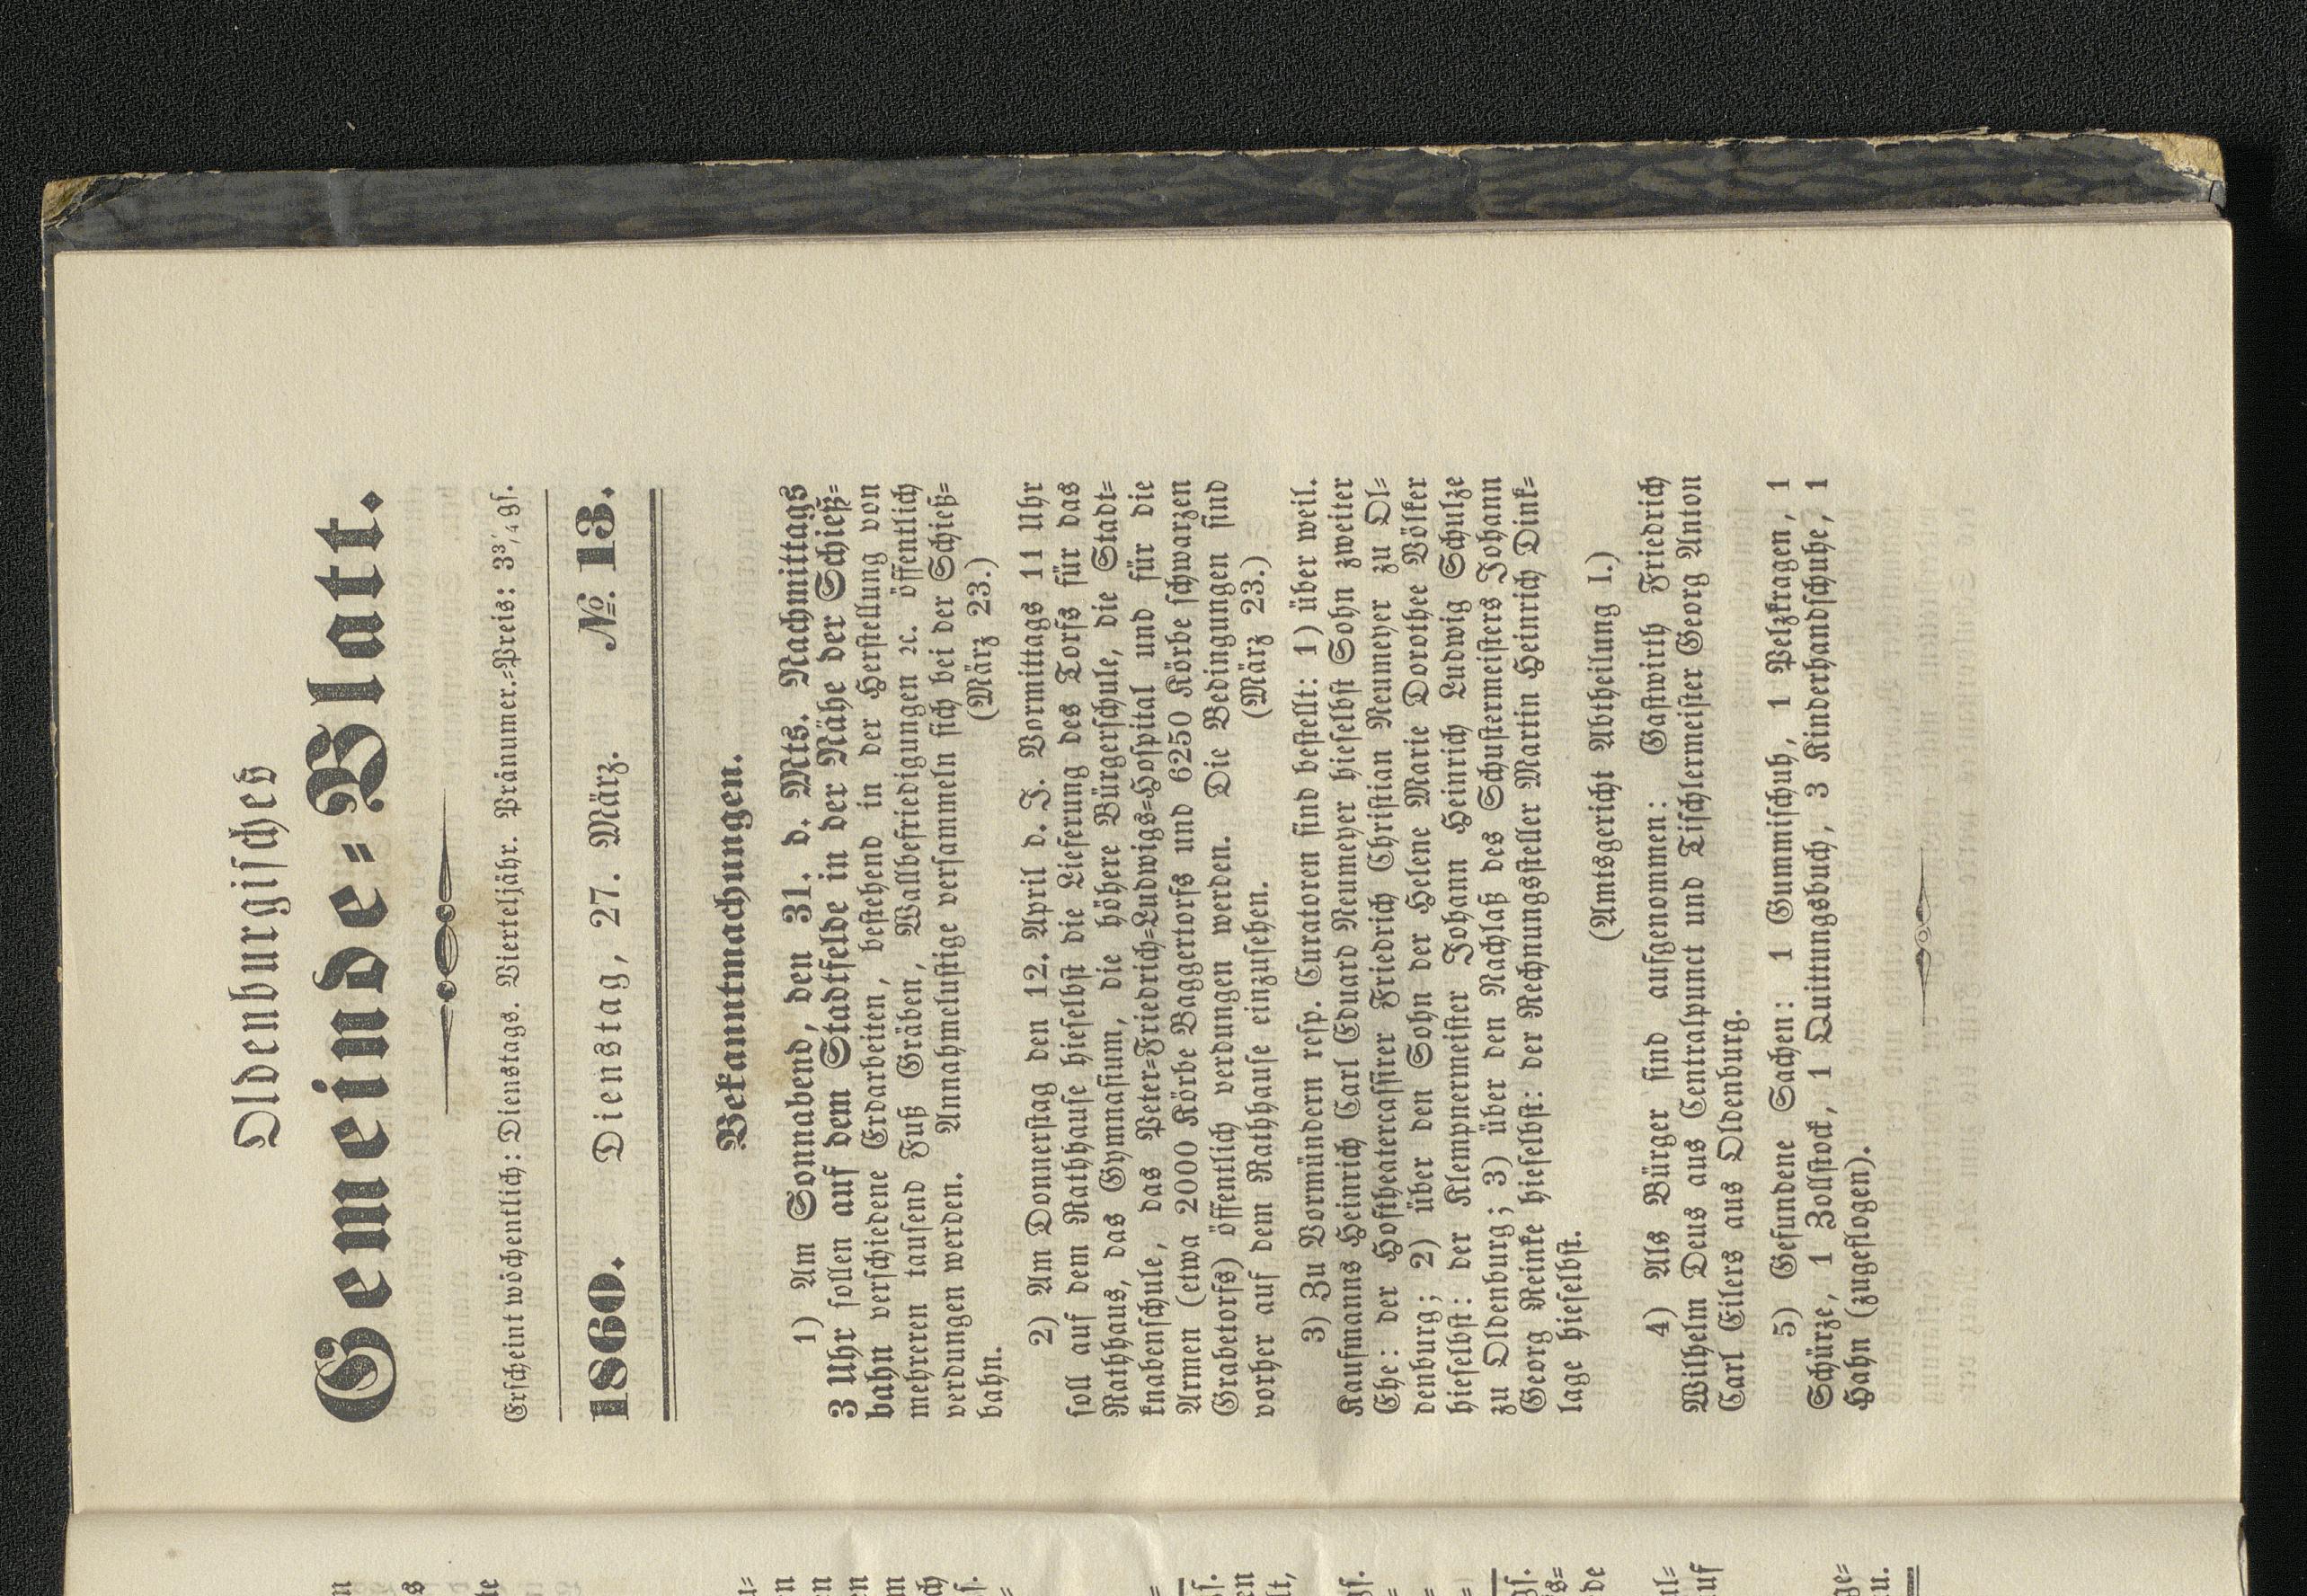 Oldenburgisches
Gemeinde-Blatt.
Erscheint wöchentlich: Dienstags. Vierteljähr. Pränumer.-Preis: 3¾ gs.
1860. Dienstag, 27. März. №. 13.
Bekanntmachungen.
1) Am Sonnabend, den 31. d. Mts. Nachmittags
3 Uhr sollen auf dem Stadtfelde in der Nähe der Schieß-
bahn verschiedene Erdarbeiten, bestehend in der Herstellung von
mehreren tausend Fuß Gräben, Wallbefriedigungen ꝛc. öffentlich
verdungen werden. Annahmelustige versammeln sich bei der Schieß-
bahn. (März 23.)
2) Am Donnerstag den 12. April d. J. Vormittags 11 Uhr
soll auf dem Rathhause hieselbst die Lieferung des Torfs für das
Rathhaus, das Gymnasium, die höhere Bürgerschule, die Stadt-
knabenschule, das Peter-Friedrich-Ludwigs-Hospital und für die
Armen (etwa 2000 Körbe Baggertorfs und 6250 Körbe schwarzen
Grabetorfs) öffentlich verdungen werden. Die Bedingungen sind
vorher auf dem Rathhause einzusehen. (März 23.)
3) Zu Vormündern resp. Curatoren sind bestellt: 1) über weil.
Kaufmanns Heinrich Carl Eduard Neumeyer hieselbst Sohn zweiter
Ehe: der Hoftheatercassirer Friedrich Christian Neumeyer zu Ol-
denburg; 2) über den Sohn der Helene Marie Dorothee Völker
hieselbst: der Klempnermeister Johann Heinrich Ludwig Schulze
zu Oldenburg; 3) über den Nachlaß des Schustermeisters Johann
Georg Reinke hieselbst: der Rechnungssteller Martin Heinrich Dink-
lage hieselbst.
(Amtsgericht Abtheilung I.)
4) Als Bürger sind aufgenommen: Gastwirth Friedrich
Wilhelm Deus aus Centralpunct und Tischlermeister Georg Anton
Carl Eilers aus Oldenburg.
5) Gefundene Sachen: 1 Gummischuh, 1 Pelzkragen, 1
Schürze, 1 Zollstock, 1 Quittungsbuch, 3 Kinderhandschuhe, 1
Hahn (zugeflogen).